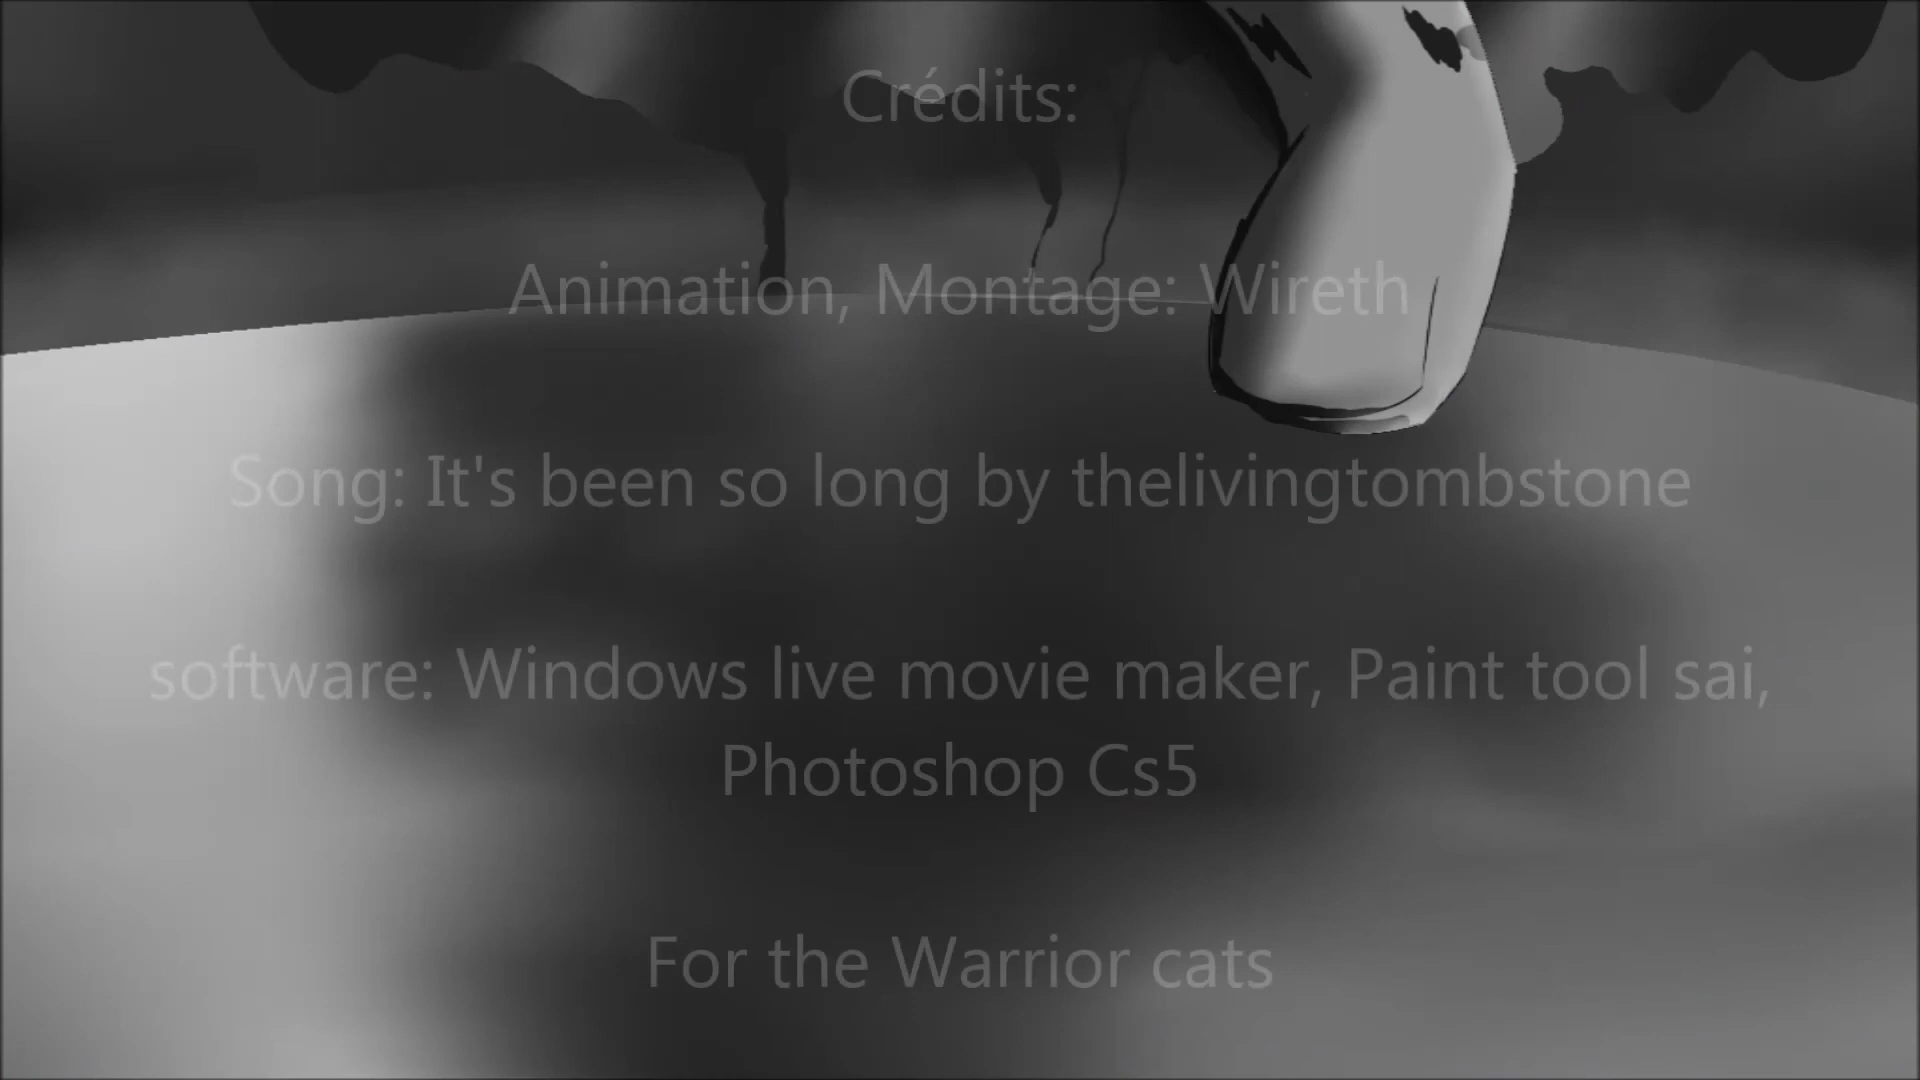 Crédits:
Animation, Montage: Wireth
Song: It's been so long by thelivingtombstone
software: Windows live movie maker, Paint tool sai,
Photoshop Cs5
For the Warrior cats